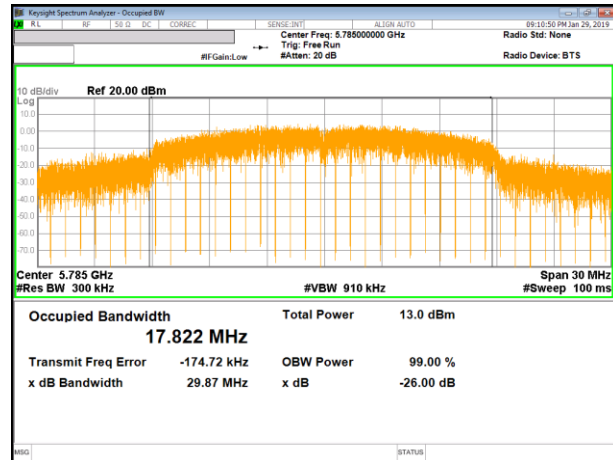 Keysight Spectrum Analyzer - Occupied BW
RL RF 50 Ω DC CORREC SENSE:INT ALIGN AUTO 09:10:50 PM Jan 29, 2019
Center Freq: 5.785000000 GHz Radio Std: None
Trig: Free Run
#IFGain:Low #Atten: 20 dB Radio Device: BTS
10 dB/div Ref 20.00 dBm
Log
10.0
0.00
-10.0
-20.0
-30.0
-40.0
-50.0
-60.0
-70.0
Center 5.785 GHz Span 30 MHz
#Res BW 300 kHz #VBW 910 kHz #Sweep 100 ms
Occupied Bandwidth Total Power 13.0 dBm
17.822 MHz
Transmit Freq Error -174.72 kHz OBW Power 99.00 %
x dB Bandwidth 29.87 MHz x dB -26.00 dB
MSG STATUS